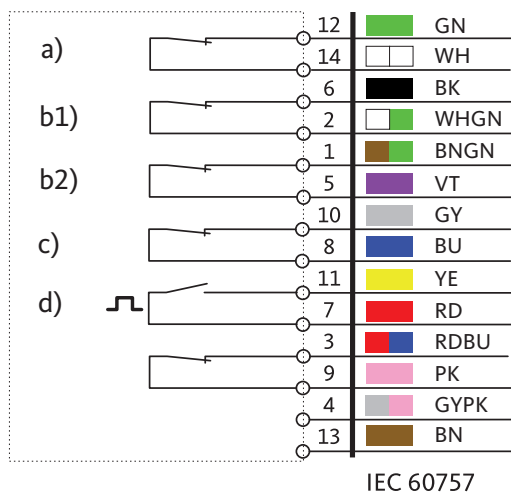 12 GN
a)
14 WH
6 BK
b1) 2 WHGN
1 BNGN
b2) 5 VT
10 GY
c) 8 BU
11 YE
d) 7 RD
3 RDBU
9 PK
4 GYPK
13 BN
IEC 60757